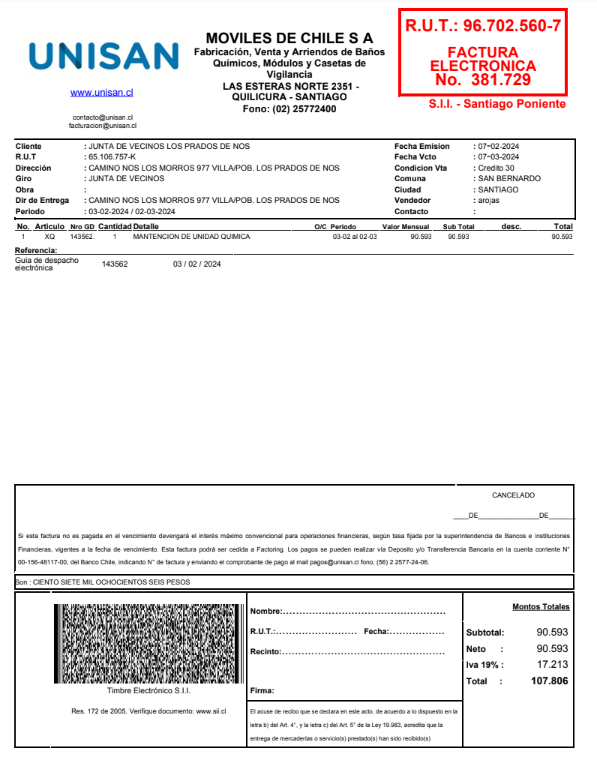 UNISAN
www.unisan.cl
contacto@unisan.cl
facturacion@unisan.cl
MOVILES DE CHILE S A
Fabricación, Venta y Arriendos de Baños
Químicos, Módulos y Casetas de
Vigilancia
LAS ESTERAS NORTE 2351 -
QUILICURA - SANTIAGO
Fono: (02) 25772400
R.U.T.: 96.702.560-7
FACTURA
ELECTRONICA
No. 381.729
S.I.I. - Santiago Poniente
Cliente : JUNTA DE VECINOS LOS PRADOS DE NOS Fecha Emision : 07-02-2024
R.U.T : 65.106.757-K Fecha Vcto : 07-03-2024
Dirección : CAMINO NOS LOS MORROS 977 VILLA/POB. LOS PRADOS DE NOS Condicion Vta : Credito 30
Giro : JUNTA DE VECINOS Comuna : SAN BERNARDO
Obra : Ciudad : SANTIAGO
Dir de Entrega : CAMINO NOS LOS MORROS 977 VILLA/POB. LOS PRADOS DE NOS Vendedor : arojas
Periodo : 03-02-2024 / 02-03-2024 Contacto :
No. Articulo Nro GD Cantidad Detalle O/C Periodo Valor Mensual Sub Total desc. Total
1 XQ 143562. 1 MANTENCION DE UNIDAD QUIMICA 03-02 al 02-03 90.593 90.593 90.593
Referencia:
Guia de despacho electrónica 143562 03 / 02 / 2024
CANCELADO
____DE________________DE_______
Si esta factura no es pagada en el vencimiento devengará el interés máximo convencional para operaciones financieras, según tasa fijada por la superintendencia de Bancos e Instituciones
Financieras, vigentes a la fecha de vencimiento. Esta factura podrá ser cedida a Factoring. Los pagos se pueden realizar vía Deposito y/o Transferencia Bancaria en la cuenta corriente N°
00-156-48117-00, del Banco Chile, indicando N° de factura y enviando el comprobante de pago al mail pagos@unisan.cl fono; (56) 2 2577-24-06.
Son : CIENTO SIETE MIL OCHOCIENTOS SEIS PESOS
Timbre Electrónico S.I.I.
Res. 172 de 2005. Verifique documento: www.sii.cl
Nombre:...............................................
R.U.T.:....................... Fecha:................
Recinto:...............................................
Firma:
El acuse de recibo que se declara en este acto. de acuerdo a lo dispuesto en la
letra b) del Art. 4°, y la letra c) del Art. 5° de la Ley 19.983, acredita que la
entrega de mercaderías o servicio(s) prestado(s) han sido recibido(s)
Montos Totales
Subtotal: 90.593
Neto : 90.593
Iva 19% : 17.213
Total : 107.806